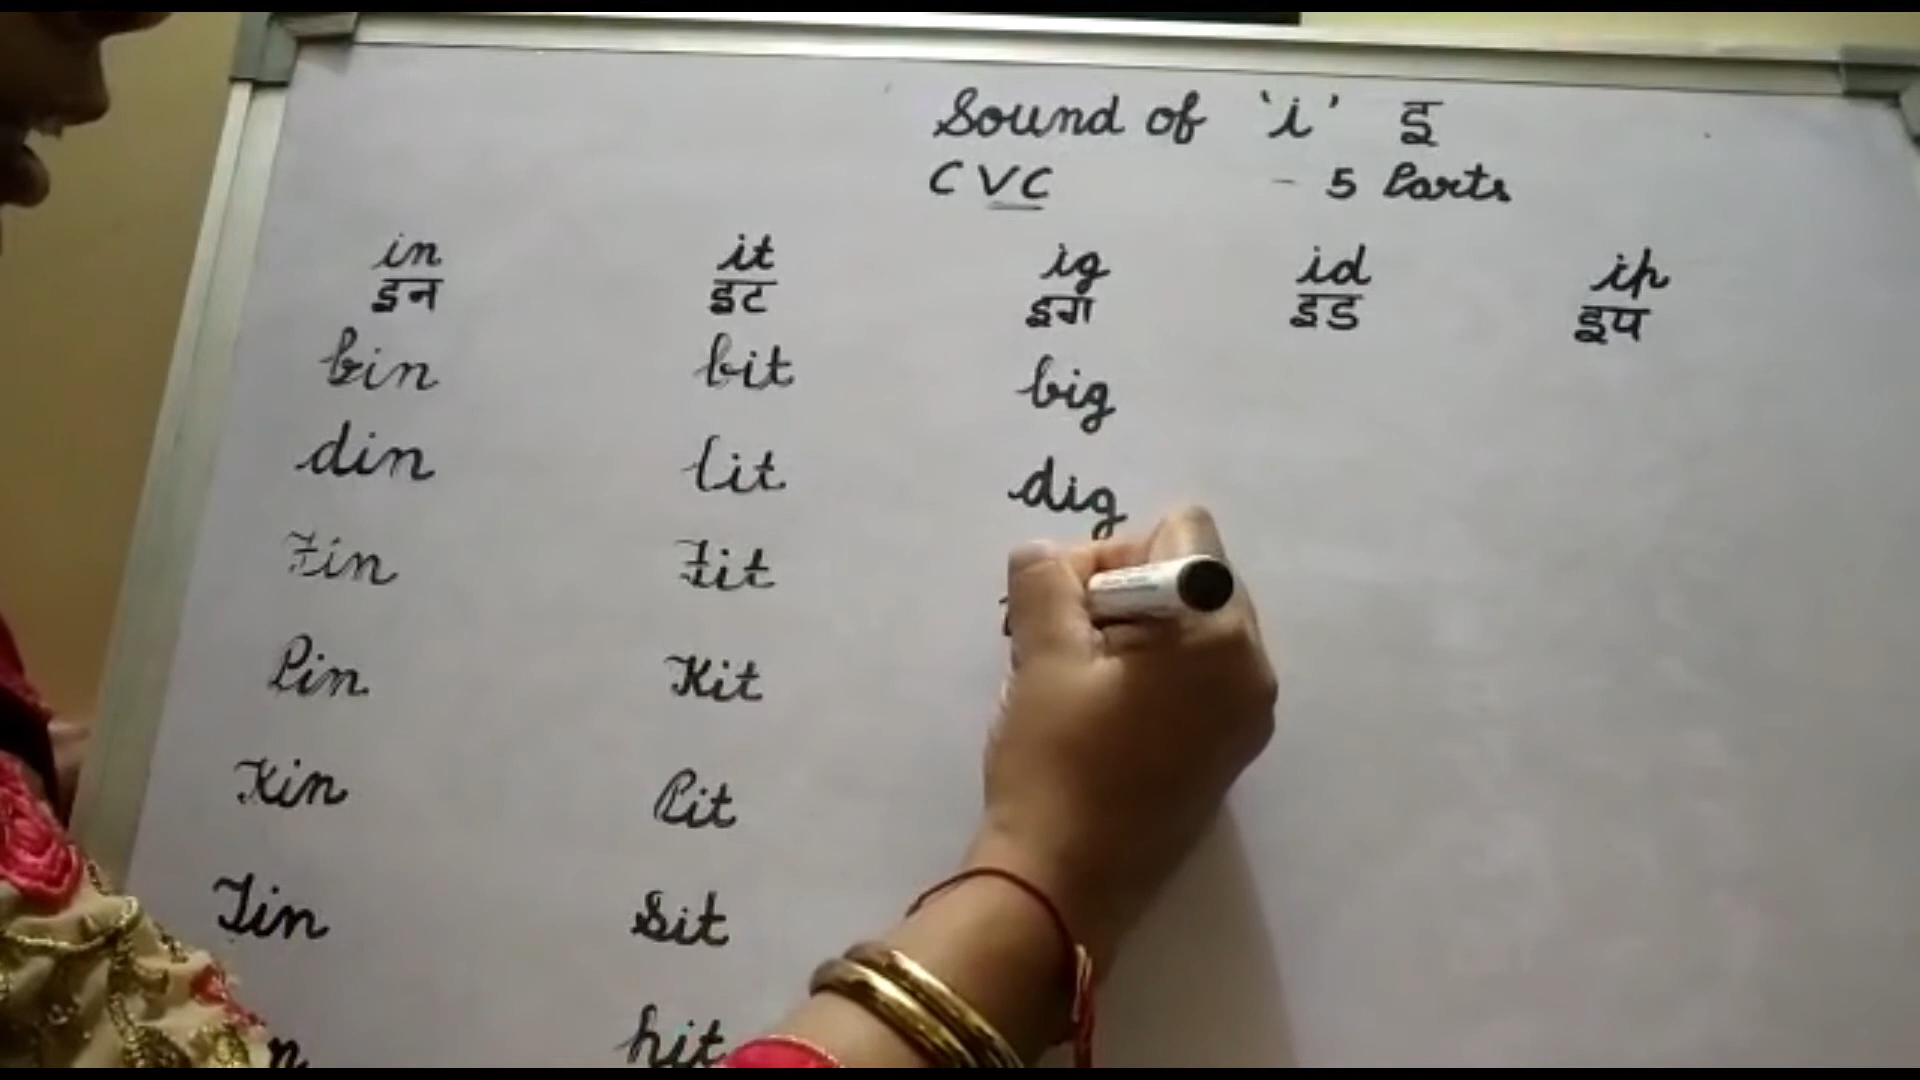 Sound of 'i' इ
CVC - 5 Parts
in it ig id ip
इन इट इग इड इप
bin bit big
din lit dig
Fin Fit
Pin Kit
Kin Pit
Tin Sit
hit